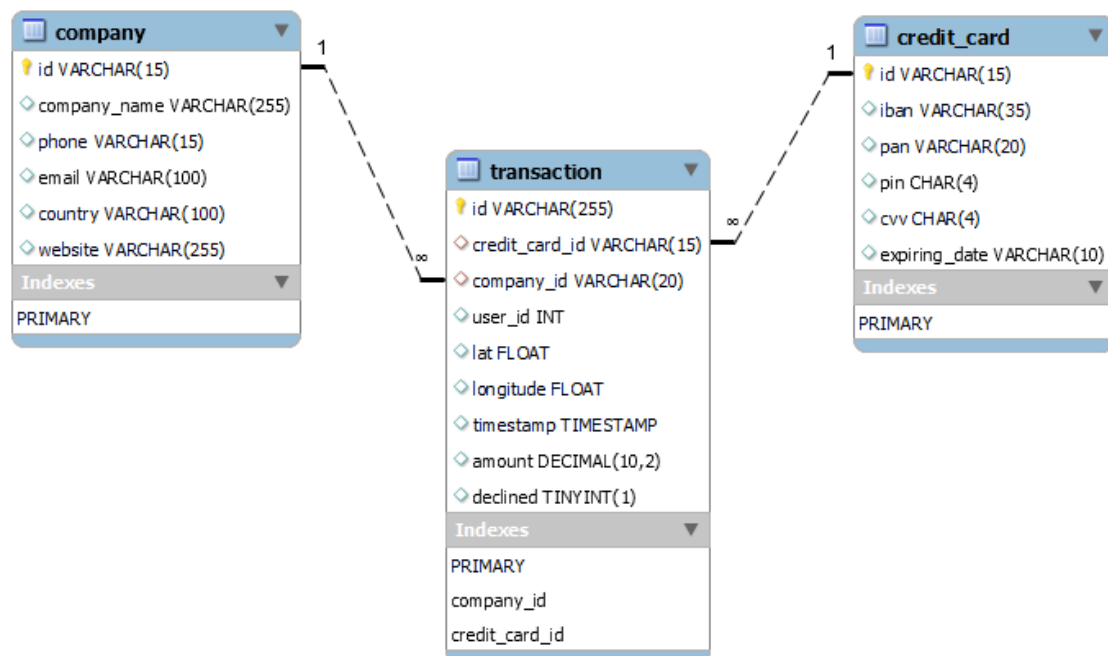 company
id VARCHAR(15)
company_name VARCHAR(255)
phone VARCHAR(15)
email VARCHAR(100)
country VARCHAR(100)
website VARCHAR(255)
Indexes
PRIMARY
1
∞
transaction
id VARCHAR(255)
credit_card_id VARCHAR(15)
company_id VARCHAR(20)
user_id INT
lat FLOAT
longitude FLOAT
timestamp TIMESTAMP
amount DECIMAL(10,2)
declined TINYINT(1)
Indexes
PRIMARY
company_id
credit_card_id
∞
1
credit_card
id VARCHAR(15)
iban VARCHAR(35)
pan VARCHAR(20)
pin CHAR(4)
cvv CHAR(4)
expiring_date VARCHAR(10)
Indexes
PRIMARY